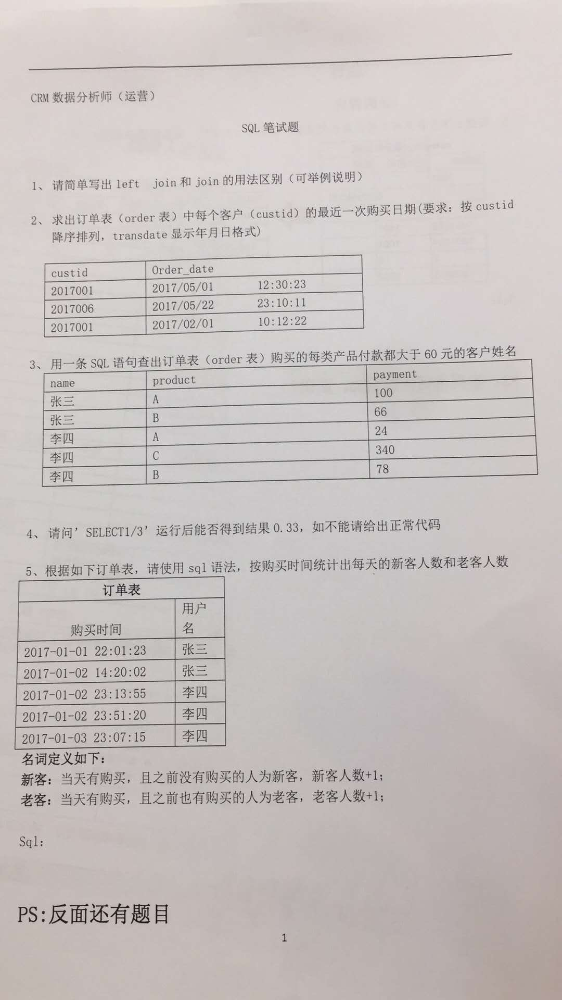 CRM 数据分析师（运营）
SQL 笔试题
1、 请简单写出 left join 和 join 的用法区别（可举例说明）
2、 求出订单表（order 表）中每个客户（custid）的最近一次购买日期(要求：按 custid
降序排列，transdate 显示年月日格式)
custid Order_date
2017001 2017/05/01 12:30:23
2017006 2017/05/22 23:10:11
2017001 2017/02/01 10:12:22
3、 用一条 SQL 语句查出订单表（order 表）购买的每类产品付款都大于 60 元的客户姓名
name product payment
张三 A 100
张三 B 66
李四 A 24
李四 C 340
李四 B 78
4、 请问’ SELECT1/3’ 运行后能否得到结果 0.33，如不能请给出正常代码
5、根据如下订单表，请使用 sql 语法，按购买时间统计出每天的新客人数和老客人数
订单表
购买时间 用户
名
2017-01-01 22:01:23 张三
2017-01-02 14:20:02 张三
2017-01-02 23:13:55 李四
2017-01-02 23:51:20 李四
2017-01-03 23:07:15 李四
名词定义如下：
新客：当天有购买，且之前没有购买的人为新客，新客人数+1；
老客：当天有购买，且之前也有购买的人为老客，老客人数+1；
Sql：
PS:反面还有题目
1